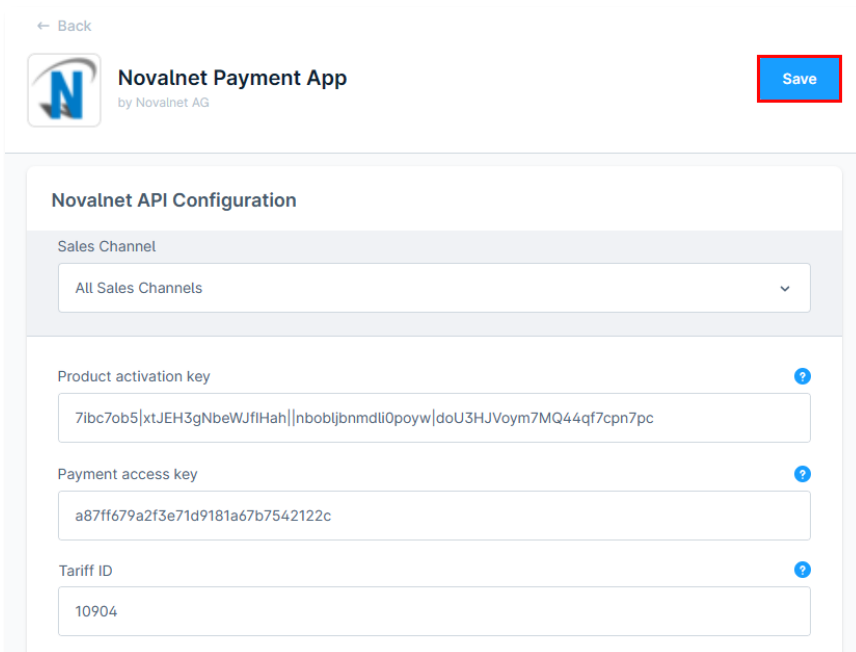 ← Back
N
Novalnet Payment App
by Novalnet AG
Save
Novalnet API Configuration
Sales Channel
All Sales Channels
Product activation key
?
7ibc7ob5|xtJEH3gNbeWJfIHah||nbobljbnmdli0poyw|doU3HJVoym7MQ44qf7cpn7pc
Payment access key
?
a87ff679a2f3e71d9181a67b7542122c
Tariff ID
?
10904